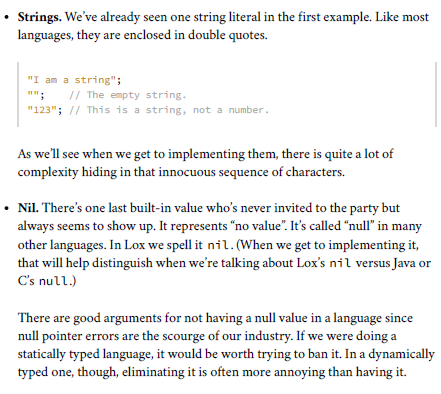 • Strings. We've already seen one string literal in the first example. Like most
languages, they are enclosed in double quotes.
"I am a string";
"";    // The empty string.
"123"; // This is a string, not a number.
As we'll see when we get to implementing them, there is quite a lot of
complexity hiding in that innocuous sequence of characters.
• Nil. There's one last built-in value who's never invited to the party but
always seems to show up. It represents “no value”. It's called “null” in many
other languages. In Lox we spell it nil. (When we get to implementing it,
that will help distinguish when we're talking about Lox's nil versus Java or
C's null.)
There are good arguments for not having a null value in a language since
null pointer errors are the scourge of our industry. If we were doing a
statically typed language, it would be worth trying to ban it. In a dynamically
typed one, though, eliminating it is often more annoying than having it.